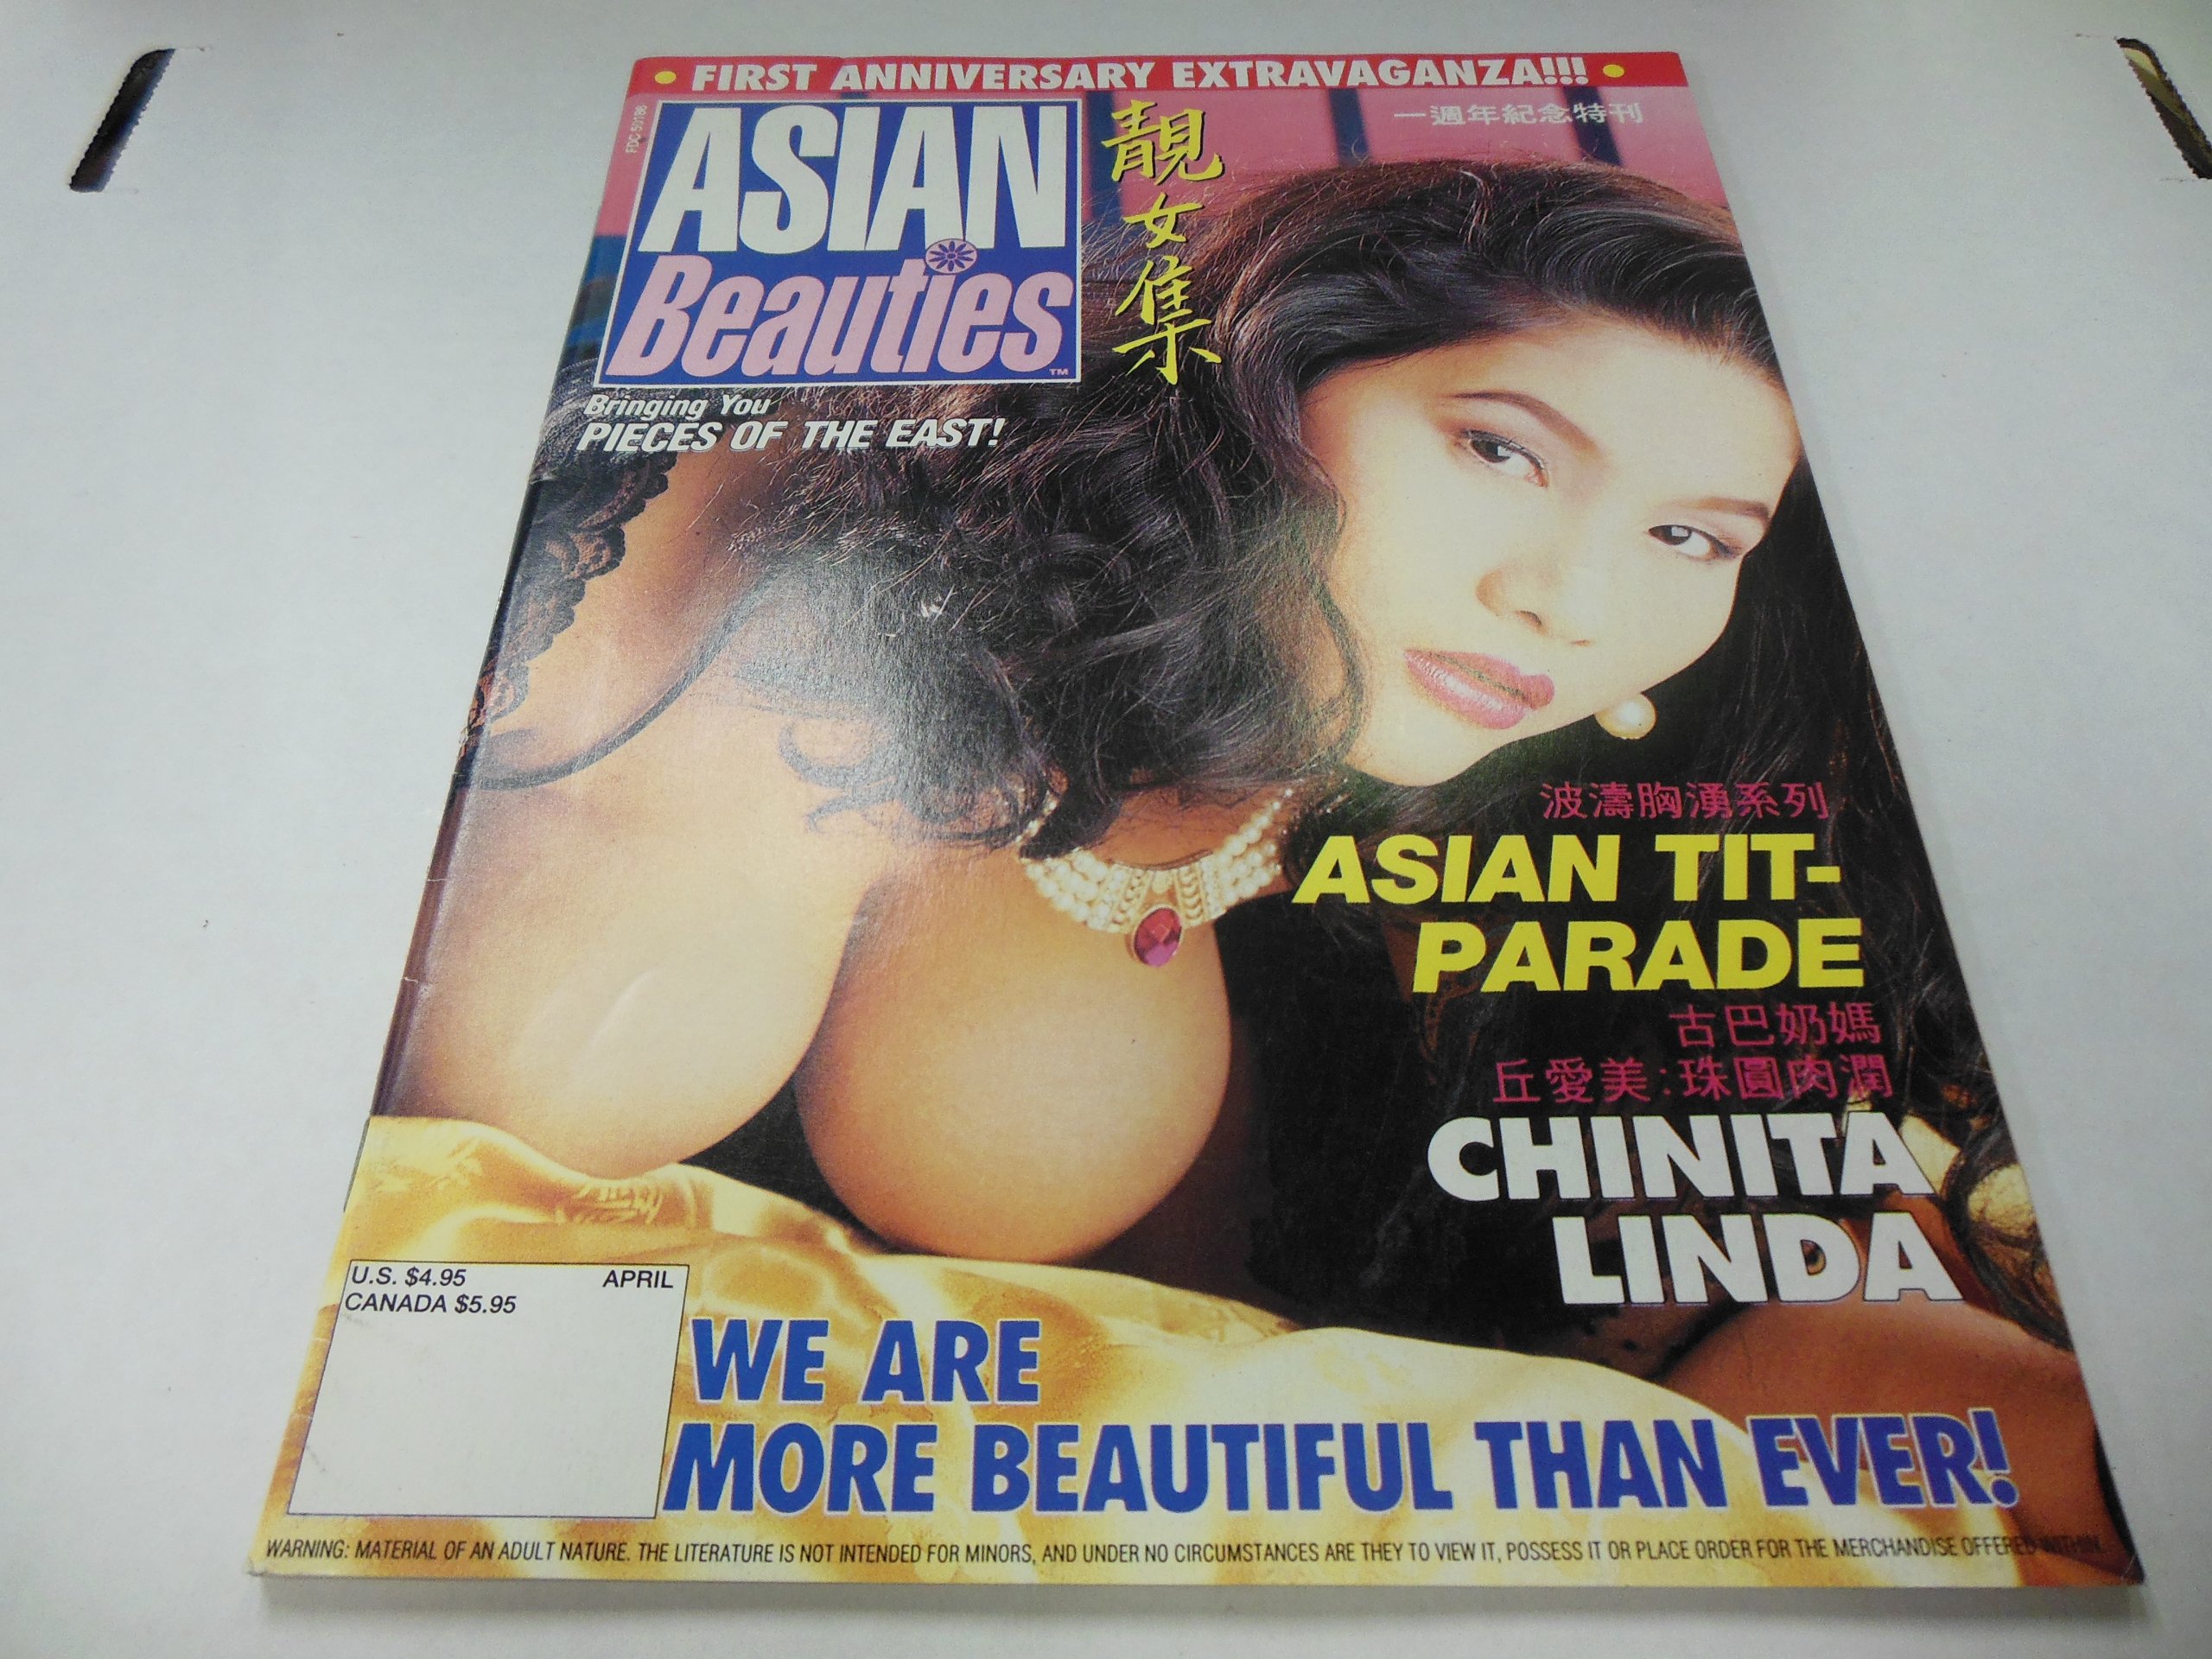 • FIRST ANNIVERSARY EXTRAVAGANZA!!! •
FDC 50186
ASIAN
Beauties
TM
靚女集
一週年紀念特刊
Bringing You
PIECES OF THE EAST!
波濤胸湧系列
ASIAN TIT-
PARADE
古巴奶媽
丘愛美:珠圓肉潤
CHINITA
LINDA
U.S. $4.95 APRIL
CANADA $5.95
WE ARE
MORE BEAUTIFUL THAN EVER!
WARNING: MATERIAL OF AN ADULT NATURE. THE LITERATURE IS NOT INTENDED FOR MINORS, AND UNDER NO CIRCUMSTANCES ARE THEY TO VIEW IT, POSSESS IT OR PLACE ORDER FOR THE MERCHANDISE OFFERED WITHIN.